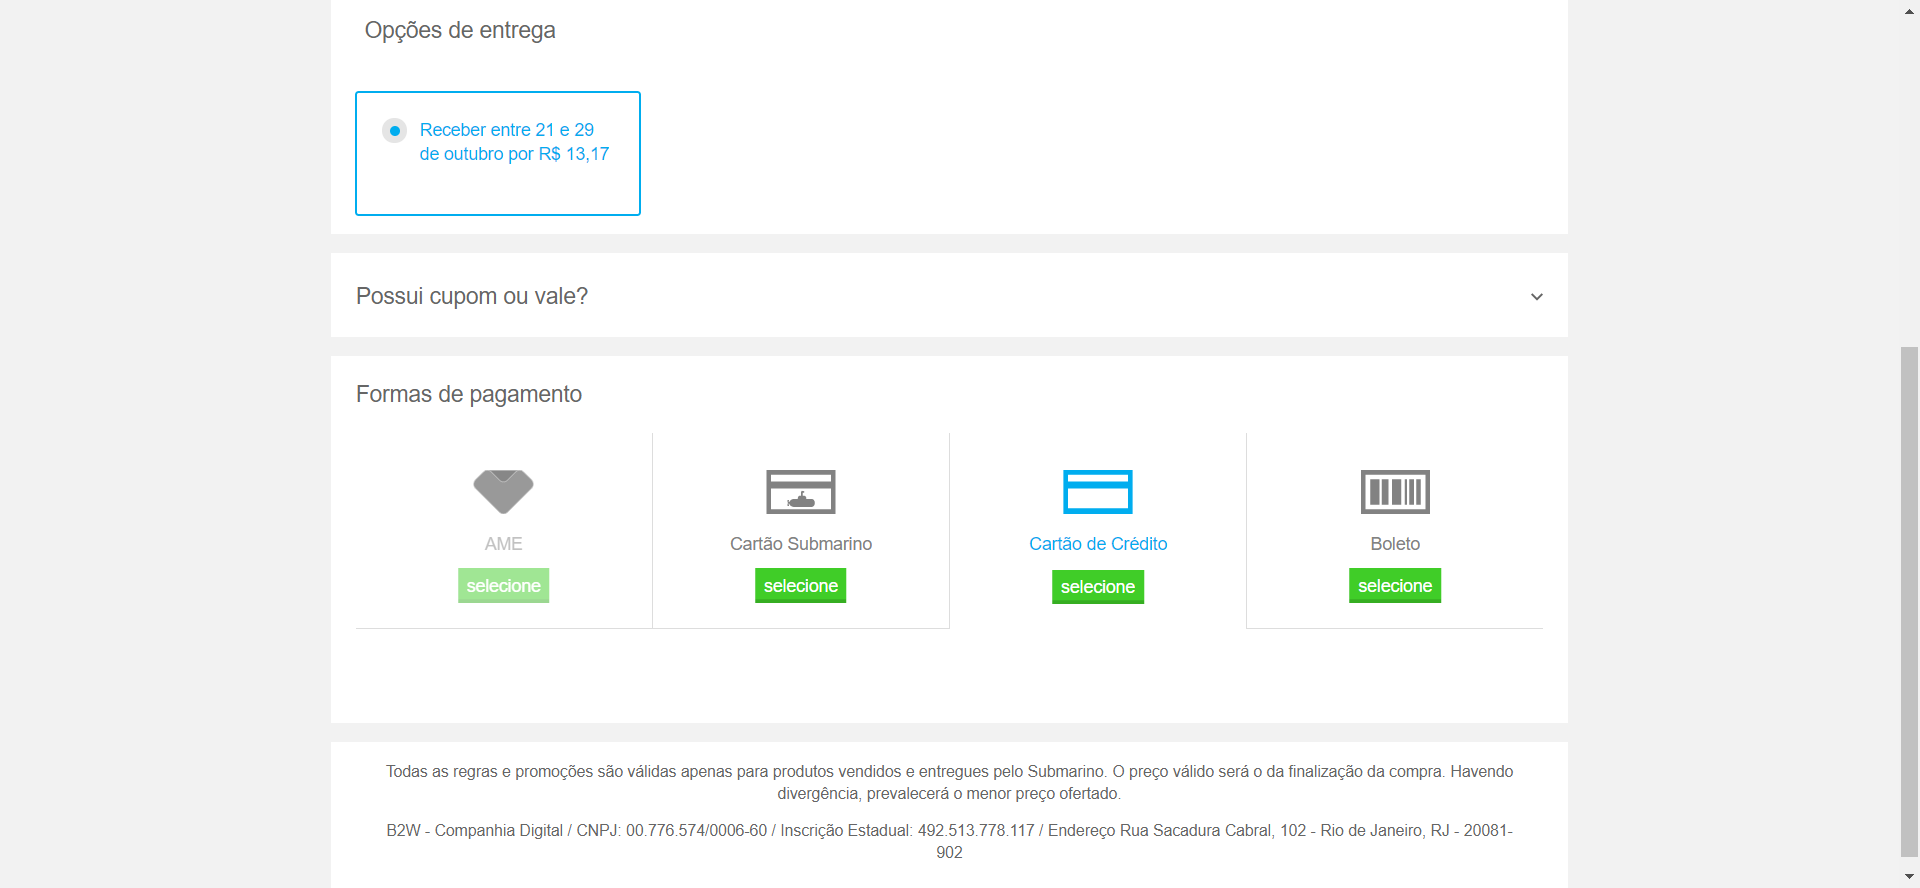 Opções de entrega
Receber entre 21 e 29
de outubro por R$ 13,17
Possui cupom ou vale?
Formas de pagamento
AME
selecione
Cartão Submarino
selecione
Cartão de Crédito
selecione
Boleto
selecione
Todas as regras e promoções são válidas apenas para produtos vendidos e entregues pelo Submarino. O preço válido será o da finalização da compra. Havendo
divergência, prevalecerá o menor preço ofertado.
B2W - Companhia Digital / CNPJ: 00.776.574/0006-60 / Inscrição Estadual: 492.513.778.117 / Endereço Rua Sacadura Cabral, 102 - Rio de Janeiro, RJ - 20081-
902